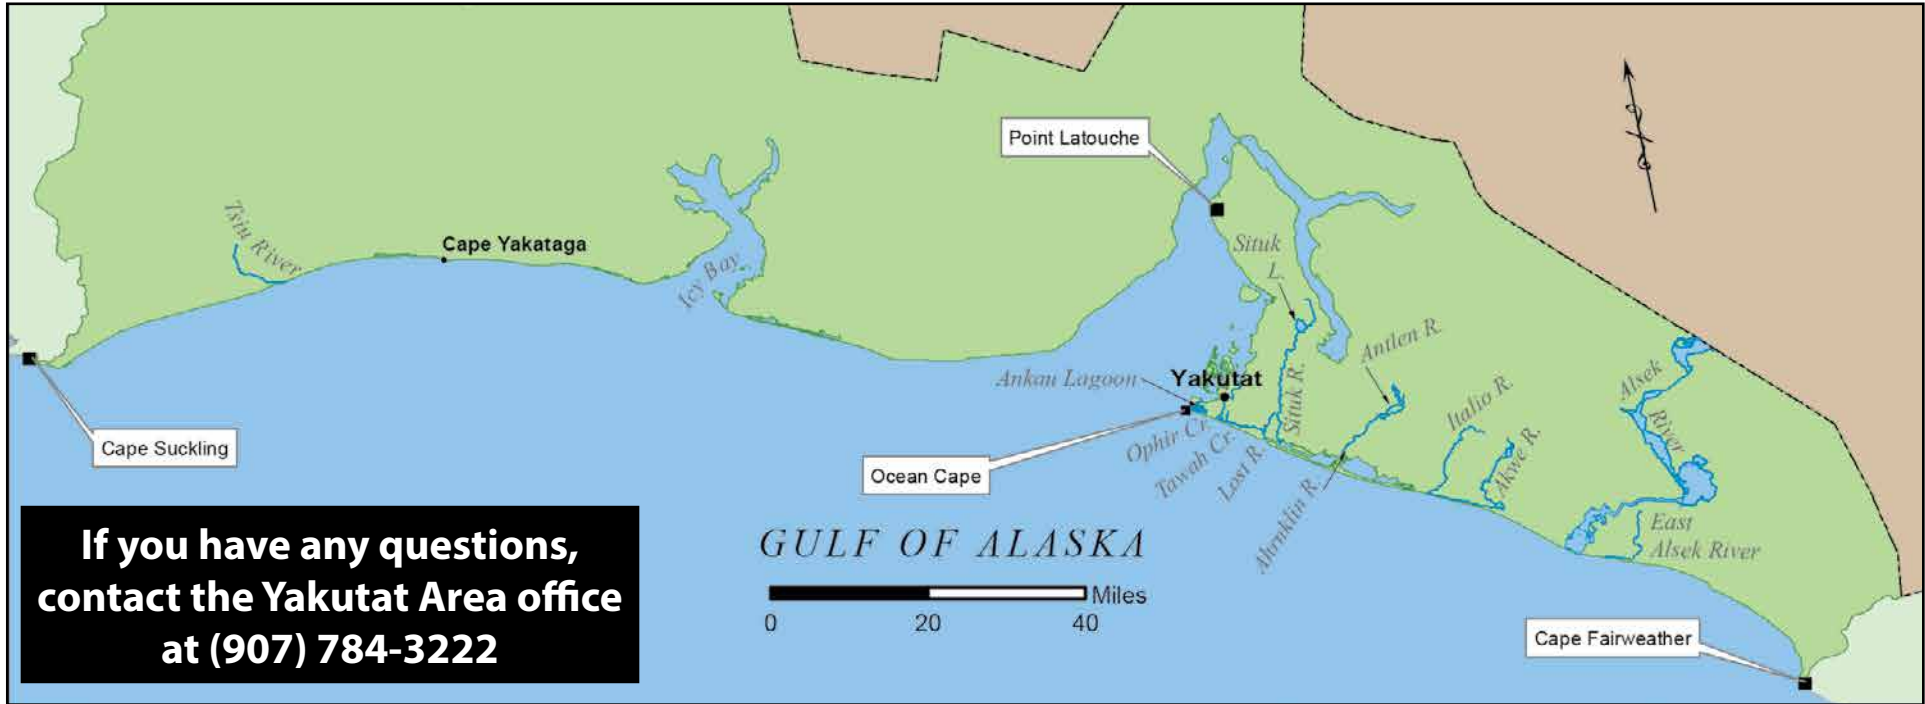 Point Latouche
Tsiu River
Cape Yakataga
Icy Bay
Situk
L.
Antlen R.
Ankau Lagoon
Yakutat
Situk R.
Alsek
River
Italio R.
Akwe R.
Cape Suckling
Ocean Cape
Ophir Cr.
Tawah Cr.
Lost R.
Ahrnklin R.
East
Alsek River
GULF OF ALASKA
Miles
0 20 40
Cape Fairweather
If you have any questions,
contact the Yakutat Area office
at (907) 784-3222